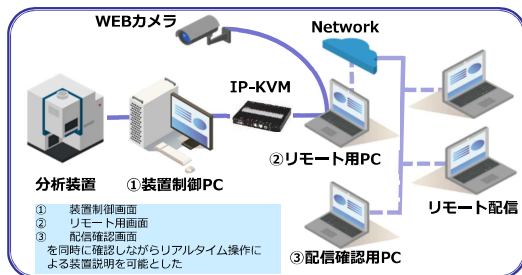 WEBカメラ
Network
IP-KVM
②リモート用PC
分析装置
①装置制御PC
リモート配信
③配信確認用PC
① 装置制御画面
② リモート用画面
③ 配信確認画面
を同時に確認しながらリアルタイム操作に
よる装置説明を可能とした